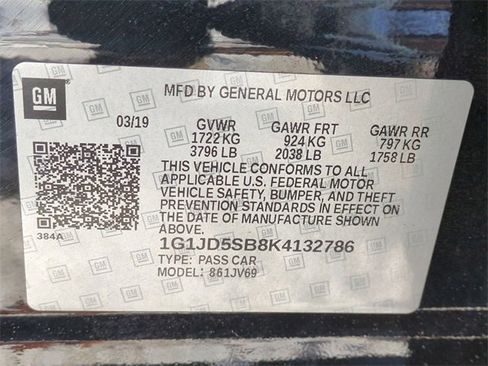 GM
MFD BY GENERAL MOTORS LLC
03/19 GVWR GAWR FRT GAWR RR
1722 KG 924 KG 797 KG
3796 LB 2038 LB 1758 LB
THIS VEHICLE CONFORMS TO ALL
APPLICABLE U.S. FEDERAL MOTOR
VEHICLE SAFETY, BUMPER, AND THEFT
PREVENTION STANDARDS IN EFFECT ON
THE DATE OF MANUFACTURE SHOWN
ABOVE.
384A
1G1JD5SB8K4132786
TYPE: PASS CAR
MODEL: 861JV69